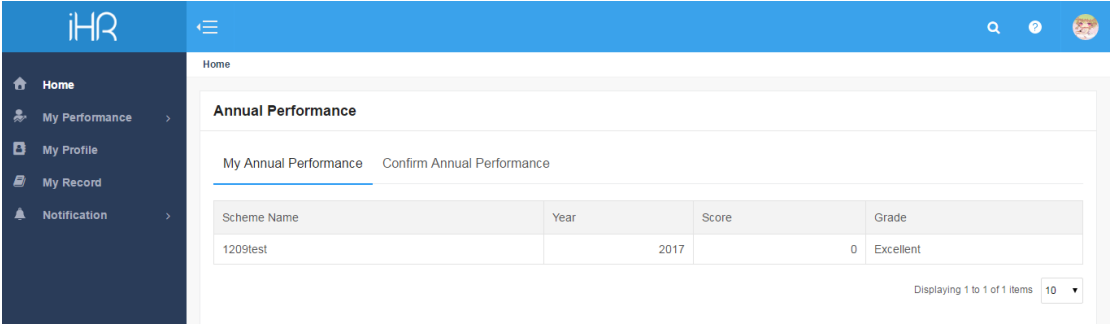 iHR
Home
Home
My Performance
My Profile
My Record
Notification
Annual Performance
My Annual Performance Confirm Annual Performance
Scheme Name Year Score Grade
1209test 2017 0 Excellent
Displaying 1 to 1 of 1 items 10